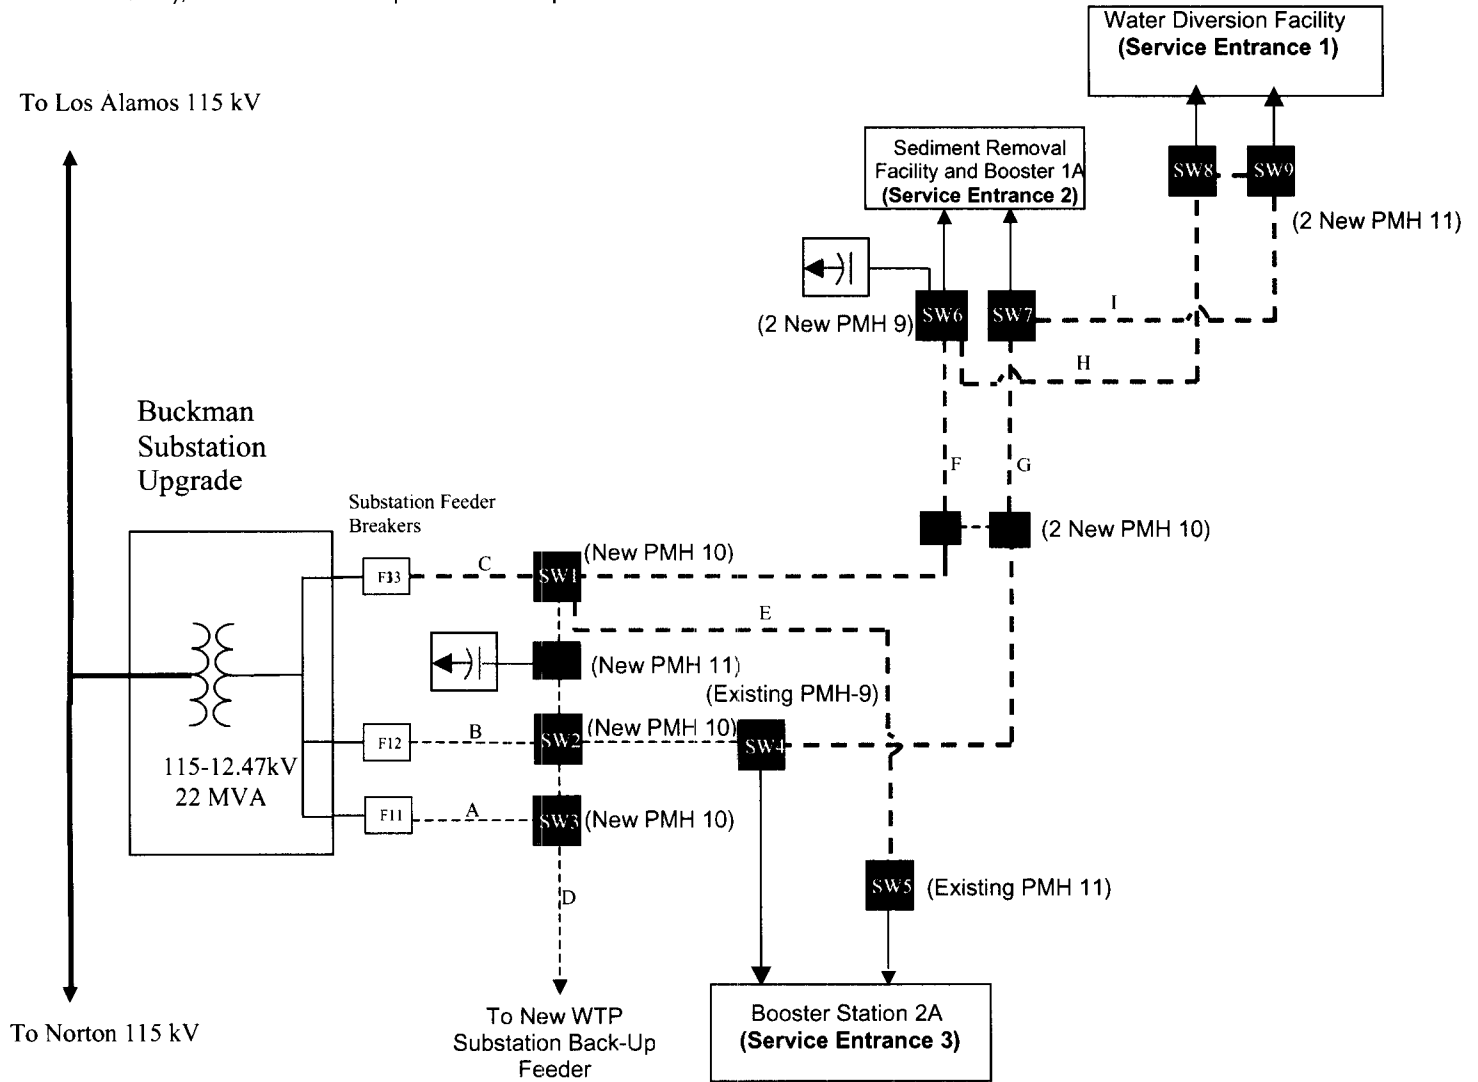 Water Diversion Facility
(Service Entrance 1)
To Los Alamos 115 kV
Sediment Removal
Facility and Booster 1A
(Service Entrance 2)
SW8
SW9
(2 New PMH 11)
(2 New PMH 9)
SW6
SW7
I
H
Buckman
Substation
Upgrade
F
G
Substation Feeder
Breakers
(2 New PMH 10)
(New PMH 10)
F33
C
SW1
E
(New PMH 11)
(Existing PMH-9)
(New PMH 10)
F12
B
SW2
SW4
115-12.47kV
22 MVA
F11
A
SW3
(New PMH 10)
SW5
(Existing PMH 11)
D
To New WTP
Substation Back-Up
Feeder
Booster Station 2A
(Service Entrance 3)
To Norton 115 kV